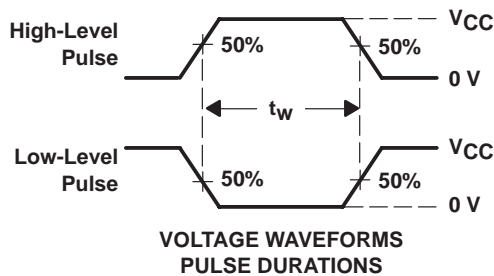 High-Level
Pulse
50%
50%
VCC
0 V
tw
Low-Level
Pulse
50%
50%
VCC
0 V
VOLTAGE WAVEFORMS
PULSE DURATIONS